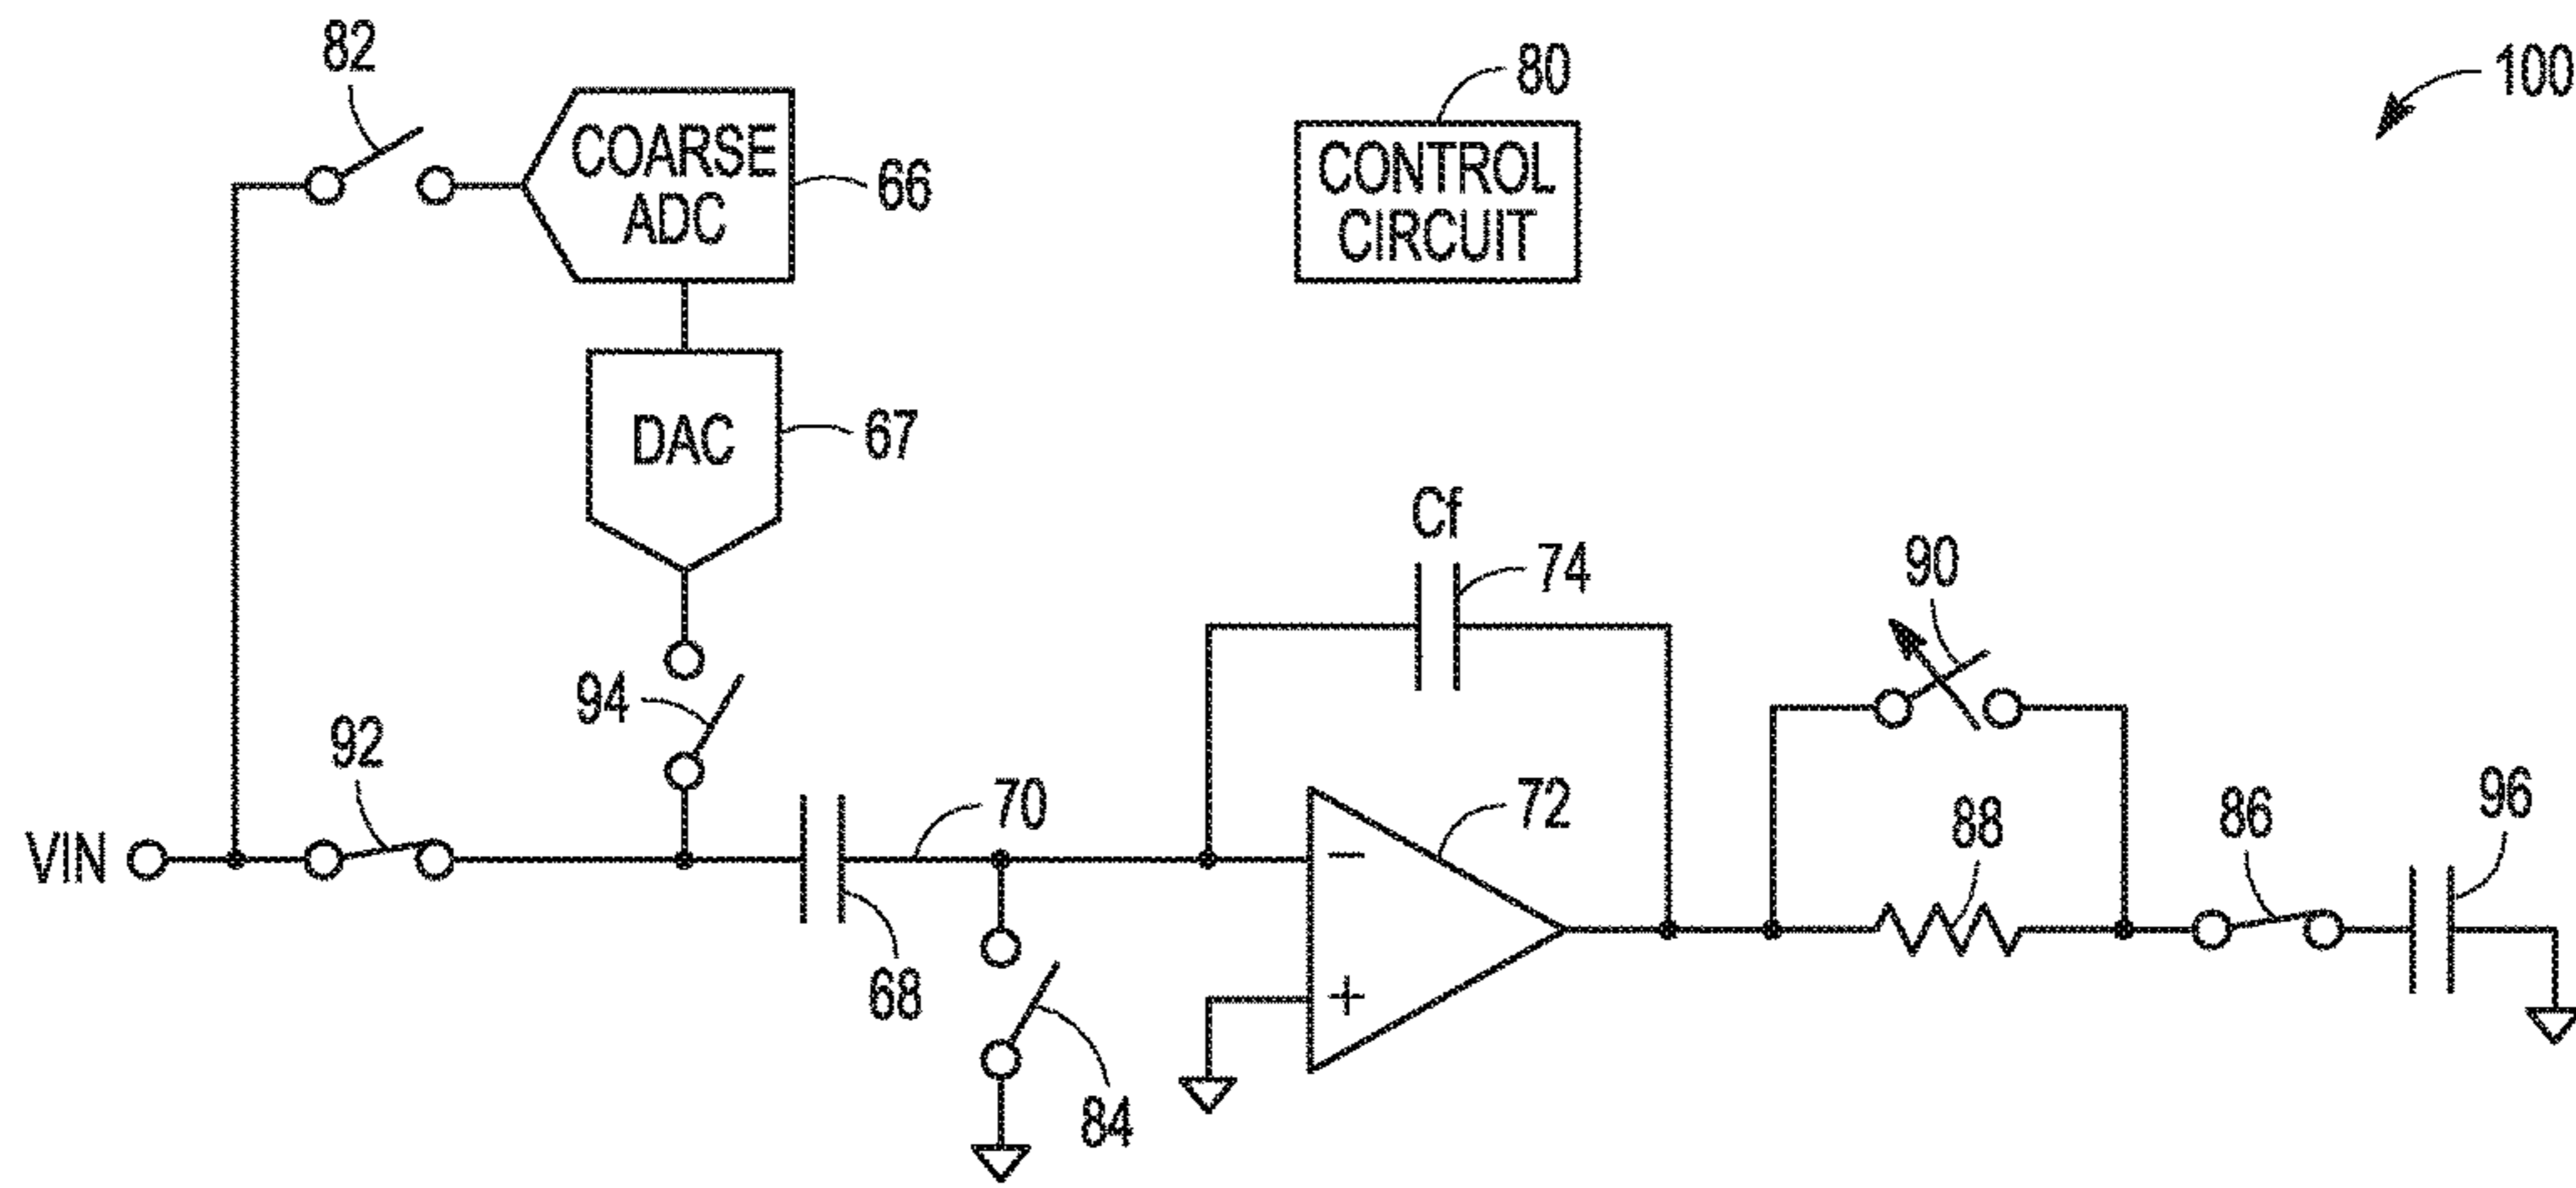 82
COARSE
ADC
66
80
CONTROL
CIRCUIT
100
DAC
67
Cf
74
90
94
92
70
72
88
86
96
VIN
−
68
+
84